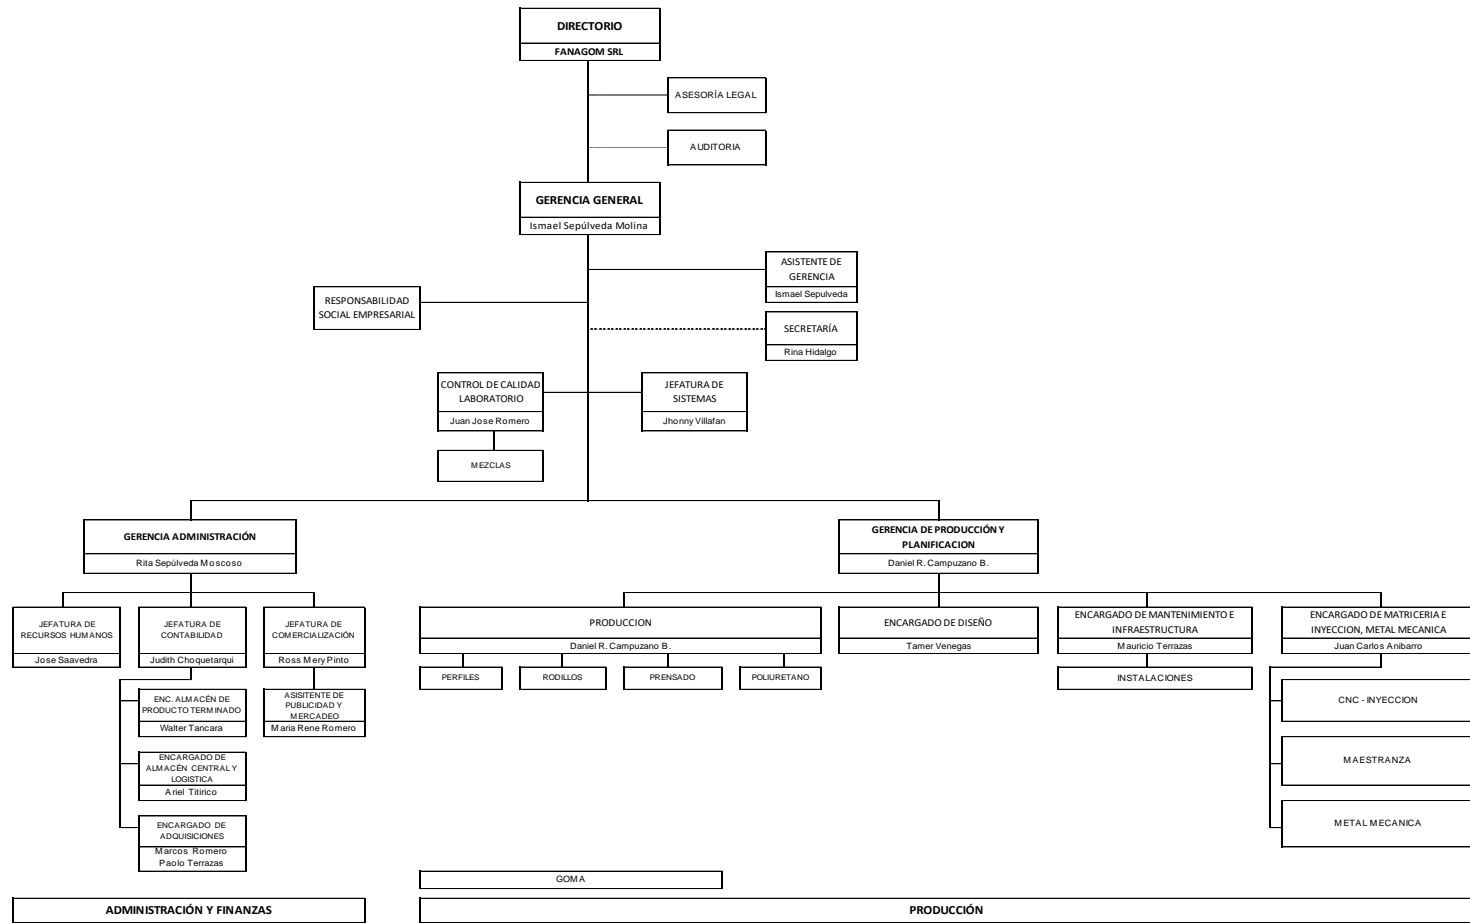 DIRECTORIO
FANAGOM SRL
ASESORÍA LEGAL
AUDITORIA
GERENCIA GENERAL
Ismael Sepúlveda Molina
ASISTENTE DE
GERENCIA
Ismael Sepulveda
RESPONSABILIDAD
SOCIAL EMPRESARIAL
SECRETARÍA
Rina Hidalgo
CONTROL DE CALIDAD
LABORATORIO
Juan Jose Romero
JEFATURA DE
SISTEMAS
Jhonny Villafan
MEZCLAS
GERENCIA ADMINISTRACIÓN
Rita Sepúlveda Moscoso
GERENCIA DE PRODUCCIÓN Y
PLANIFICACION
Daniel R. Campuzano B.
JEFATURA DE
RECURSOS HUMANOS
Jose Saavedra
JEFATURA DE
CONTABILIDAD
Judith Choquetarqui
JEFATURA DE
COMERCIALIZACIÓN
Ross Mery Pinto
PRODUCCION
Daniel R. Campuzano B.
ENCARGADO DE DISEÑO
Tamer Venegas
ENCARGADO DE MANTENIMIENTO E
INFRAESTRUCTURA
Mauricio Terrazas
ENCARGADO DE MATRICERIA E
INYECCION, METAL MECANICA
Juan Carlos Anibarro
PERFILES
RODILLOS
PRENSADO
POLIURETANO
INSTALACIONES
ENC. ALMACÉN DE
PRODUCTO TERMINADO
Walter Tancara
ASISITENTE DE
PUBLICIDAD Y
MERCADEO
Maria Rene Romero
CNC - INYECCION
ENCARGADO DE
ALMACÉN CENTRAL Y
LOGISTICA
Ariel Titirico
MAESTRANZA
ENCARGADO DE
ADQUISICIONES
Marcos Romero
Paolo Terrazas
METAL MECANICA
GOMA
ADMINISTRACIÓN Y FINANZAS
PRODUCCIÓN